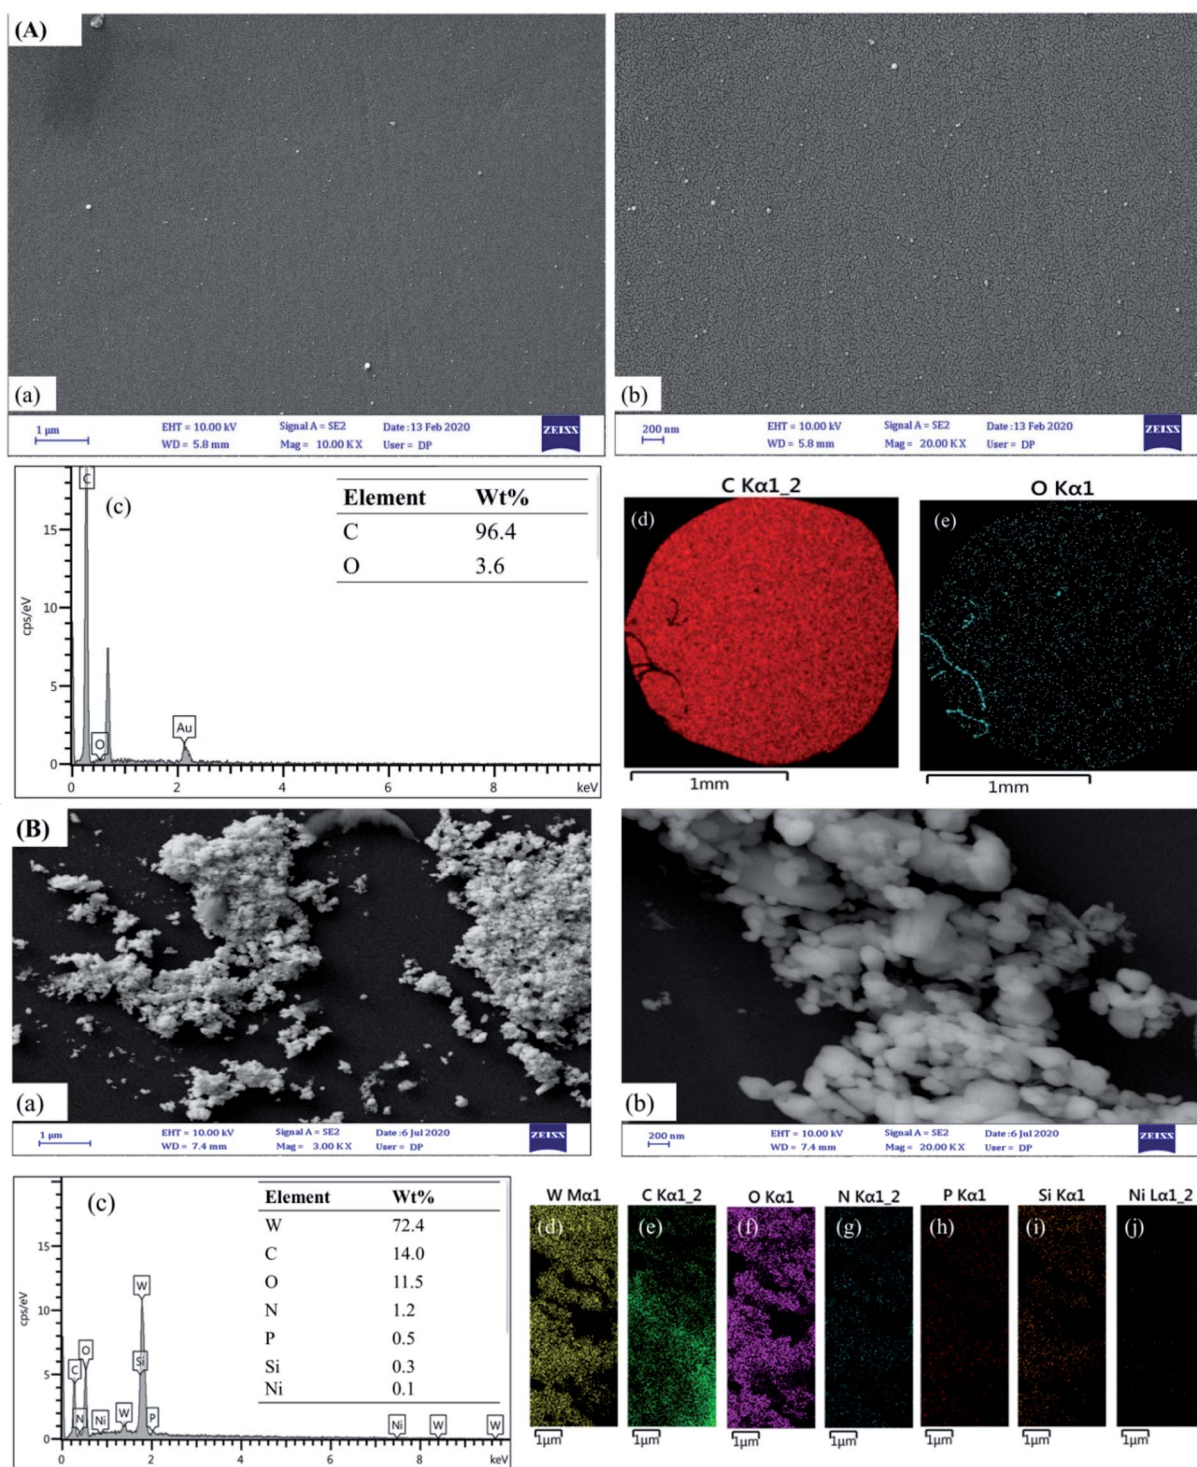 (A)
(a)
(b)
1 µm
EHT = 10.00 kV
Signal A = SE2
Date :13 Feb 2020
WD = 5.8 mm
Mag = 10.00 K X
User = DP
ZEISS
200 nm
EHT = 10.00 kV
Signal A = SE2
Date :13 Feb 2020
WD = 5.8 mm
Mag = 20.00 K X
User = DP
ZEISS
(c)
Element Wt%
C 96.4
O 3.6
C
O
Au
cps/eV
15
10
5
0
0 2 4 6 8 keV
C Kα1_2
(d)
1mm
O Kα1
(e)
1mm
(B)
(a)
(b)
1 µm
EHT = 10.00 kV
Signal A = SE2
Date :6 Jul 2020
WD = 7.4 mm
Mag = 3.00 K X
User = DP
ZEISS
200 nm
EHT = 10.00 kV
Signal A = SE2
Date :6 Jul 2020
WD = 7.4 mm
Mag = 20.00 K X
User = DP
ZEISS
(c)
Element Wt%
W 72.4
C 14.0
O 11.5
N 1.2
P 0.5
Si 0.3
Ni 0.1
W
O
C
Si
N
Ni
W
P
Ni
W
W
cps/eV
15
10
5
0
0 2 4 6 8 keV
W Mα1
(d)
1µm
C Kα1_2
(e)
1µm
O Kα1
(f)
1µm
N Kα1_2
(g)
1µm
P Kα1
(h)
1µm
Si Kα1
(i)
1µm
Ni Lα1_2
(j)
1µm